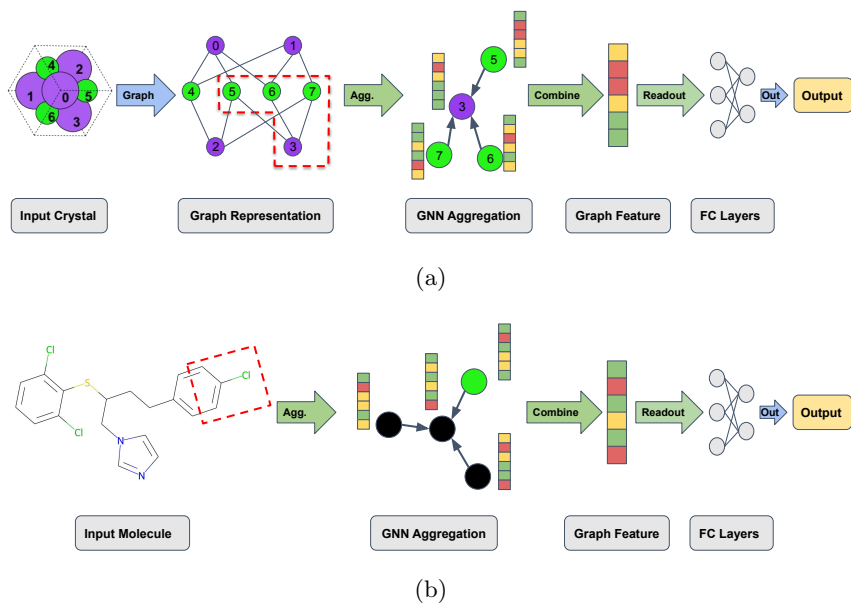 0 1
4 2
1 0 5
6 3
Graph
0 1
4 5 6 7
2 3
Agg.
5
3
7 6
Combine
Readout
Out
Output
Input Crystal
Graph Representation
GNN Aggregation
Graph Feature
FC Layers
(a)
Cl
S
Cl
Cl
N
N
Agg.
Combine
Readout
Out
Output
Input Molecule
GNN Aggregation
Graph Feature
FC Layers
(b)